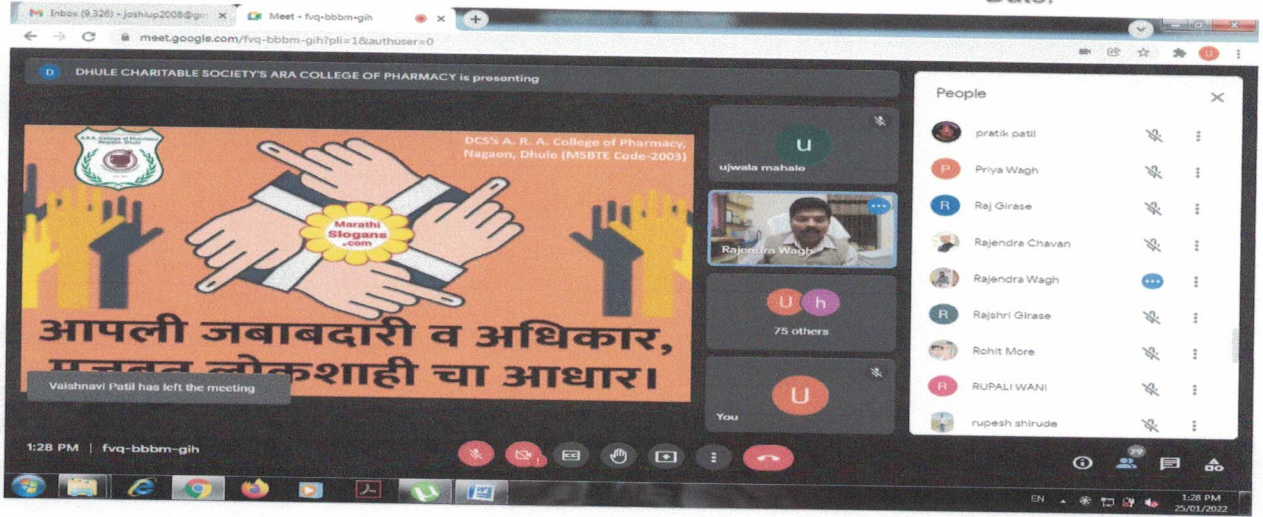 Date:
Inbox (9,326) - joshiup2008@g
Meet - fvq-bbbm-gih
meet.google.com/fvq-bbbm-gih?pli=1&authuser=0
U
D DHULE CHARITABLE SOCIETY'S ARA COLLEGE OF PHARMACY is presenting
DCS's A. R. A. College of Pharmacy,
Nagaon, Dhule (MSBTE Code-2003)
Marathi
Slogans
.com
आपली जबाबदारी व अधिकार,
मजबूत लोकशाही चा आधार।
Vaishnavi Patil has left the meeting
U
ujwala mahale
Rajendra Wagh
U h
75 others
U
You
People
pratik patil
P Priya Wagh
R Raj Girase
Rajendra Chavan
Rajendra Wagh
R Rajshri Girase
Rohit More
R RUPALI WANI
rupesh shirude
1:28 PM | fvq-bbbm-gih
CC
79
EN
1:28 PM
25/01/2022